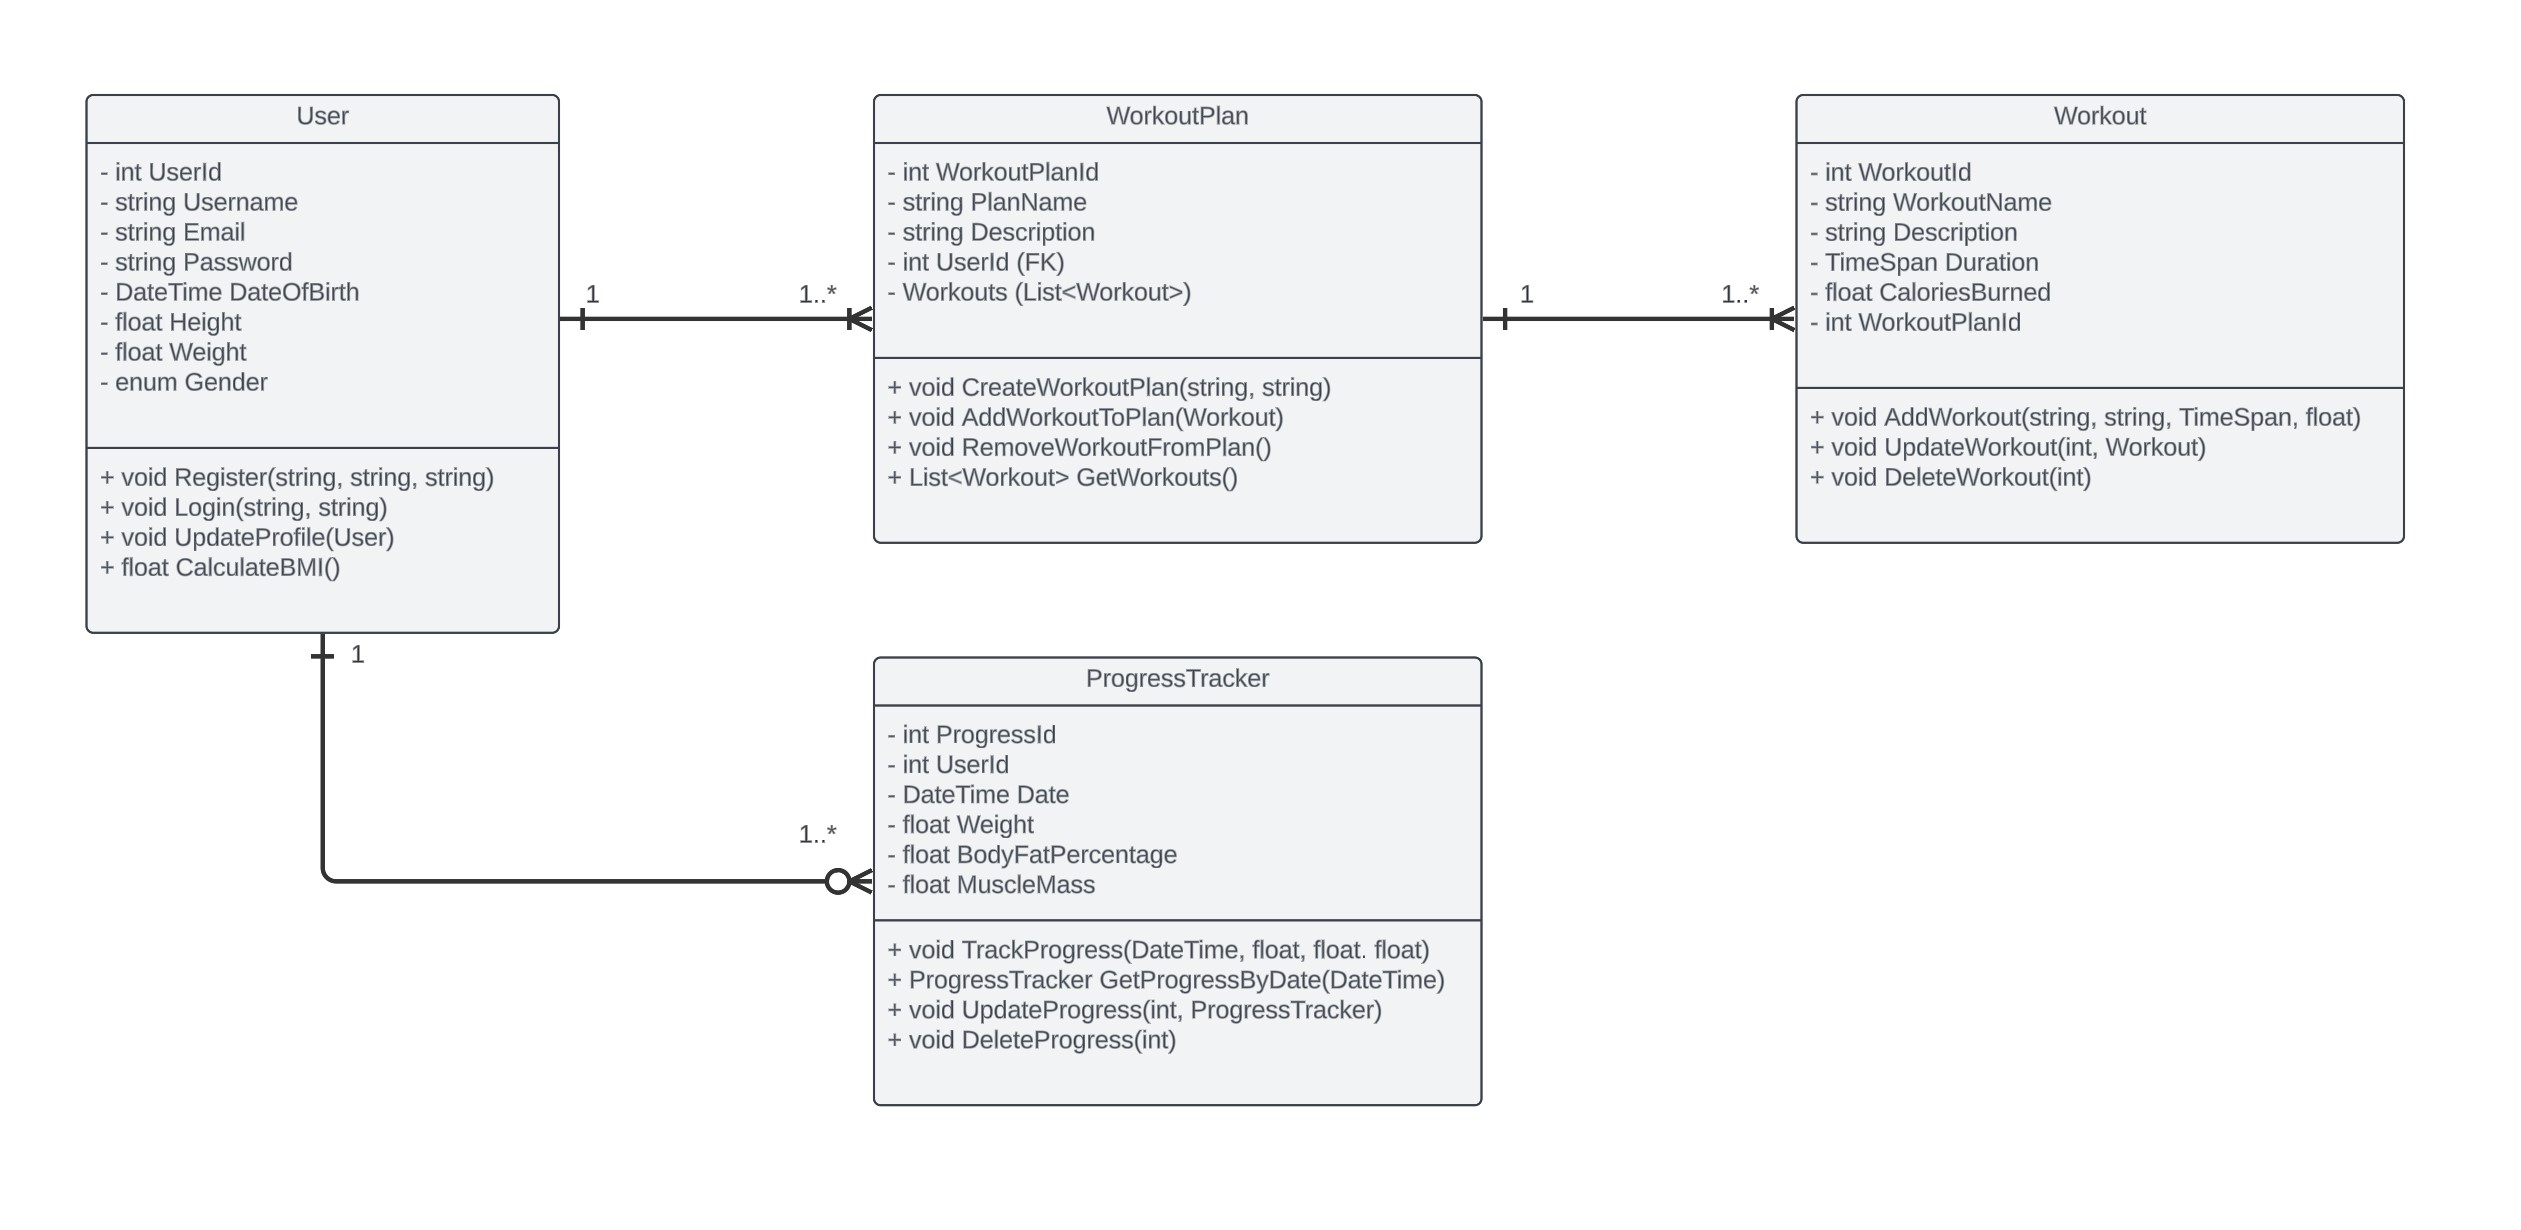 User
- int UserId
- string Username
- string Email
- string Password
- DateTime DateOfBirth
- float Height
- float Weight
- enum Gender
+ void Register(string, string, string)
+ void Login(string, string)
+ void UpdateProfile(User)
+ float CalculateBMI()
1
1..*
WorkoutPlan
- int WorkoutPlanId
- string PlanName
- string Description
- int UserId (FK)
- Workouts (List<Workout>)
+ void CreateWorkoutPlan(string, string)
+ void AddWorkoutToPlan(Workout)
+ void RemoveWorkoutFromPlan()
+ List<Workout> GetWorkouts()
1
1..*
Workout
- int WorkoutId
- string WorkoutName
- string Description
- TimeSpan Duration
- float CaloriesBurned
- int WorkoutPlanId
+ void AddWorkout(string, string, TimeSpan, float)
+ void UpdateWorkout(int, Workout)
+ void DeleteWorkout(int)
1
1..*
ProgressTracker
- int ProgressId
- int UserId
- DateTime Date
- float Weight
- float BodyFatPercentage
- float MuscleMass
+ void TrackProgress(DateTime, float, float. float)
+ ProgressTracker GetProgressByDate(DateTime)
+ void UpdateProgress(int, ProgressTracker)
+ void DeleteProgress(int)